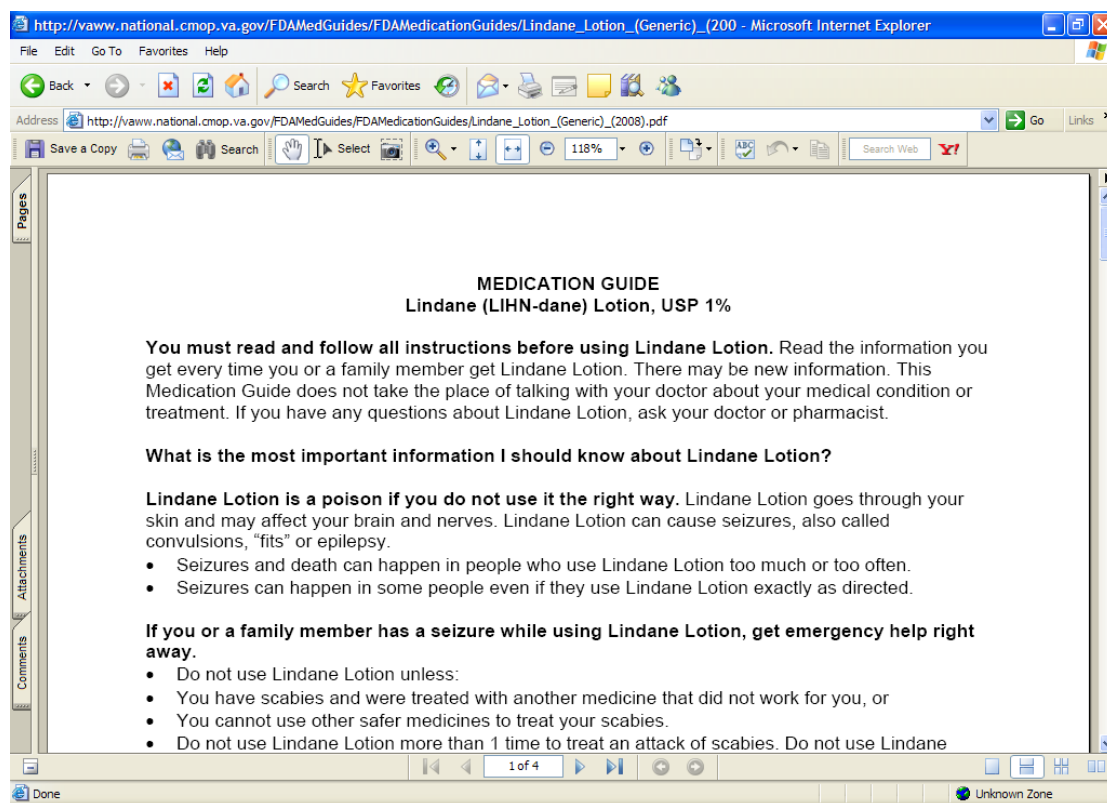 http://vaww.national.cmop.va.gov/FDAMedGuides/FDAMedicationGuides/Lindane_Lotion_(Generic)_(200 - Microsoft Internet Explorer
File Edit Go To Favorites Help
Back Search Favorites
Address http://vaww.national.cmop.va.gov/FDAMedGuides/FDAMedicationGuides/Lindane_Lotion_(Generic)_(2008).pdf Go Links
Save a Copy Search Select 118% ABC Search Web Y!
Pages
Attachments
Comments
MEDICATION GUIDE
Lindane (LIHN-dane) Lotion, USP 1%
You must read and follow all instructions before using Lindane Lotion. Read the information you
get every time you or a family member get Lindane Lotion. There may be new information. This
Medication Guide does not take the place of talking with your doctor about your medical condition or
treatment. If you have any questions about Lindane Lotion, ask your doctor or pharmacist.
What is the most important information I should know about Lindane Lotion?
Lindane Lotion is a poison if you do not use it the right way. Lindane Lotion goes through your
skin and may affect your brain and nerves. Lindane Lotion can cause seizures, also called
convulsions, “fits” or epilepsy.
• Seizures and death can happen in people who use Lindane Lotion too much or too often.
• Seizures can happen in some people even if they use Lindane Lotion exactly as directed.
If you or a family member has a seizure while using Lindane Lotion, get emergency help right
away.
• Do not use Lindane Lotion unless:
• You have scabies and were treated with another medicine that did not work for you, or
• You cannot use other safer medicines to treat your scabies.
• Do not use Lindane Lotion more than 1 time to treat an attack of scabies. Do not use Lindane
1 of 4
Done Unknown Zone